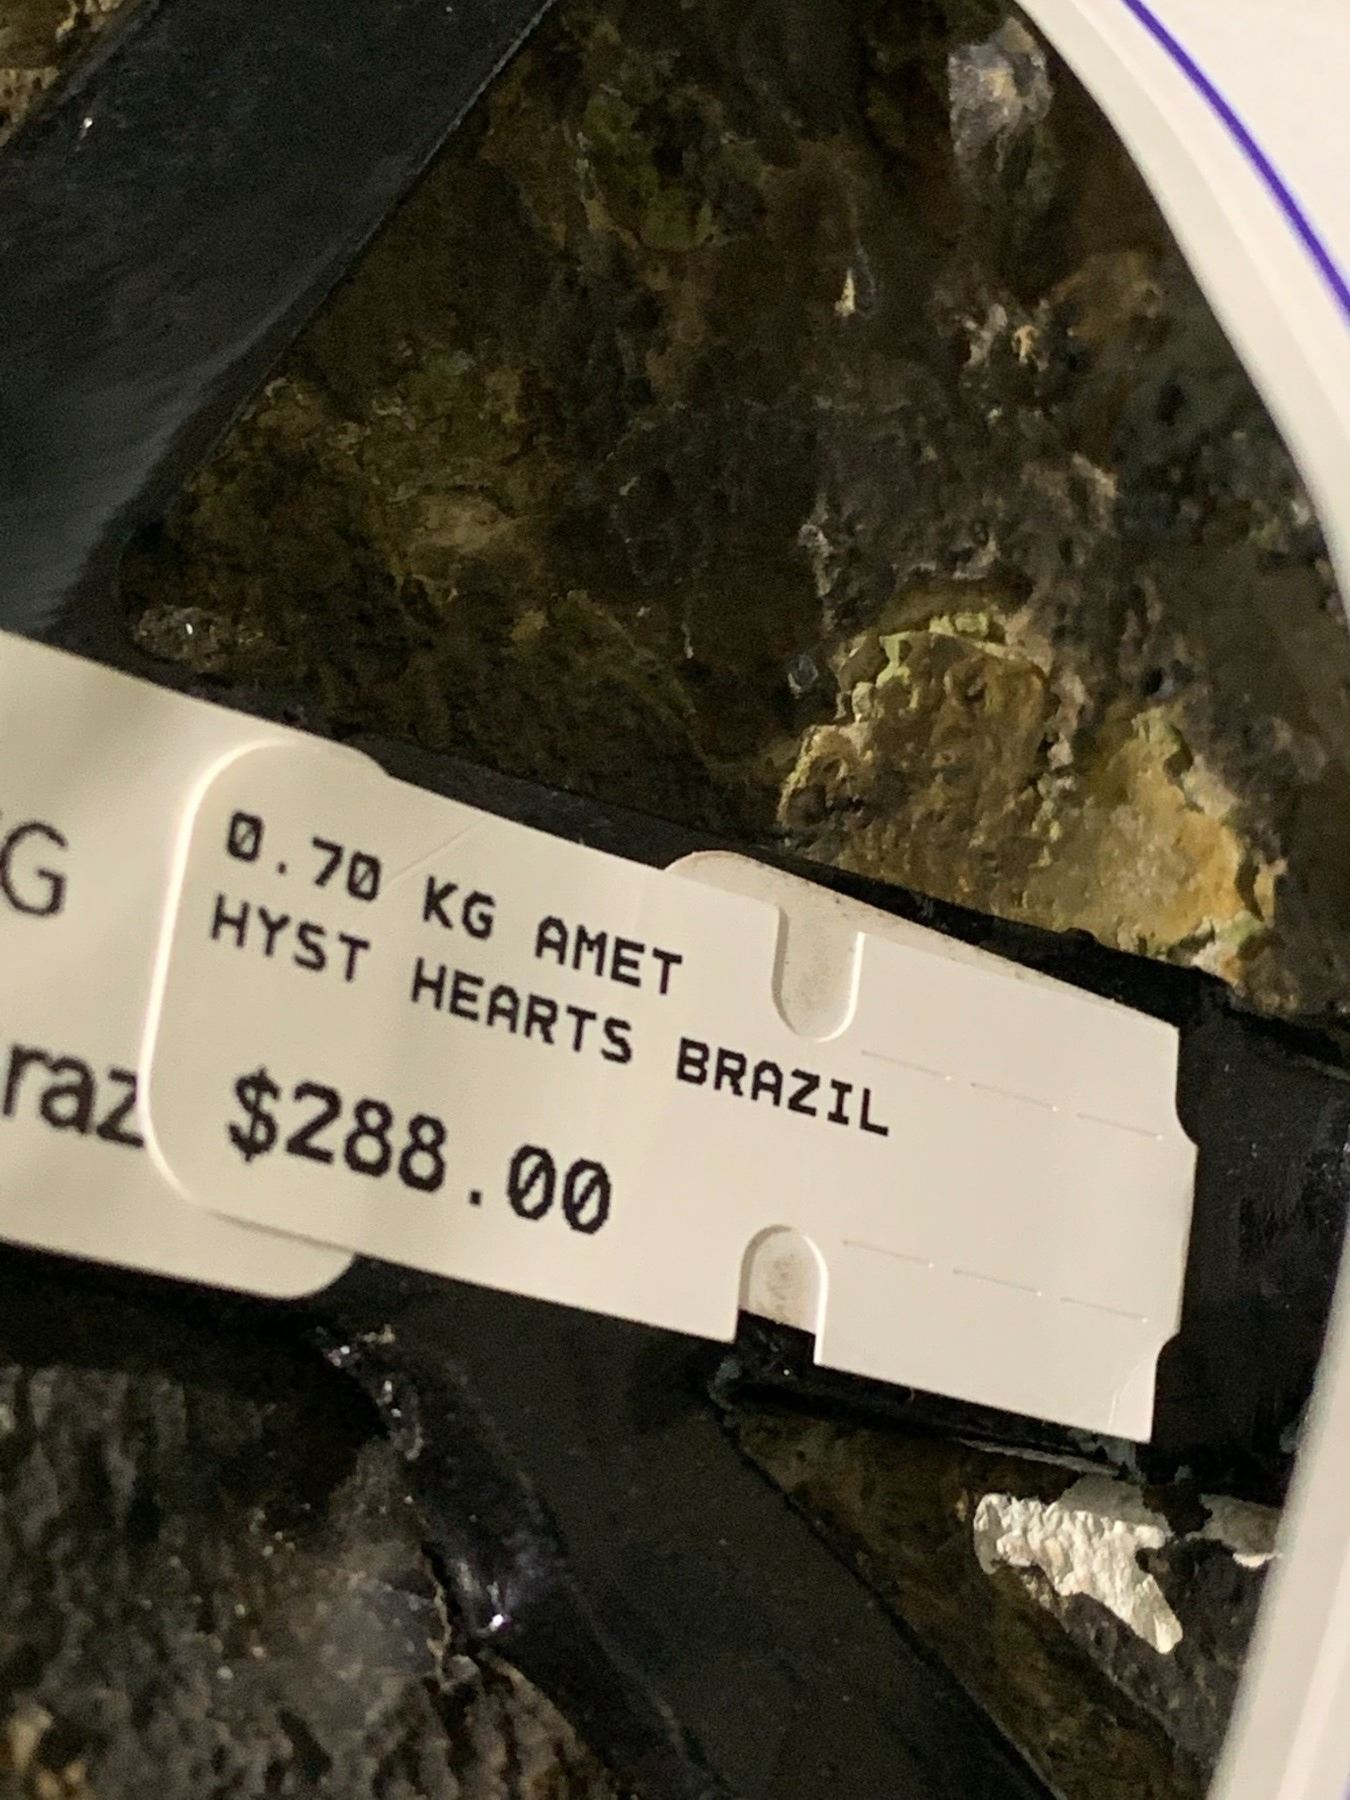 0.70 KG AMET
HYST HEARTS BRAZIL
$288.00
G
raz